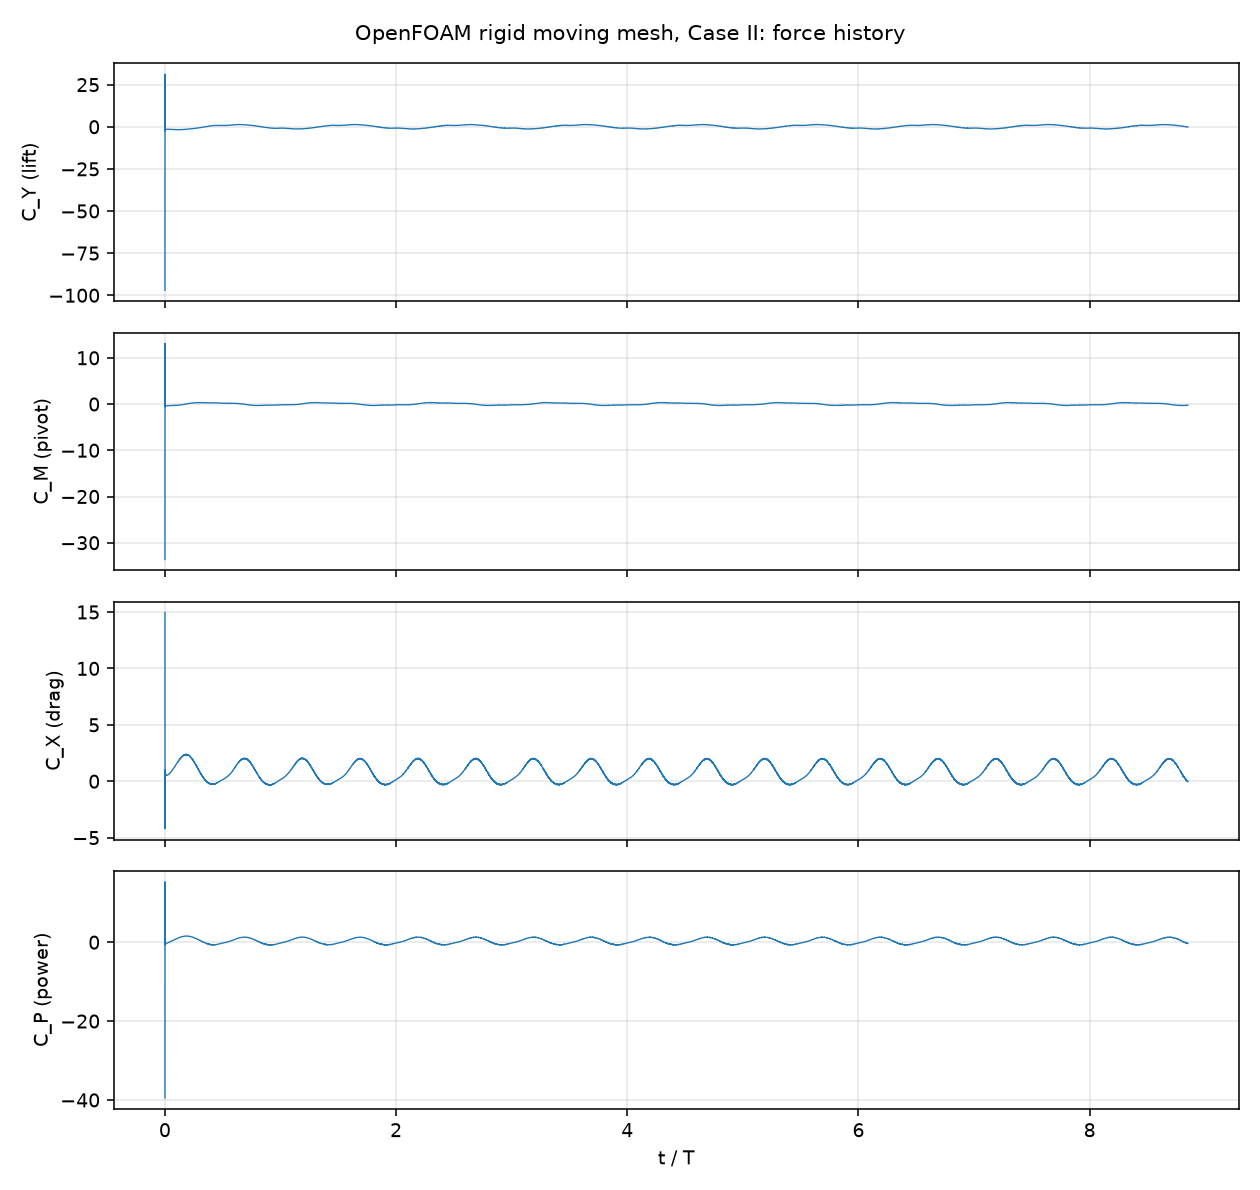 OpenFOAM rigid moving mesh, Case II: force history
C_Y (lift)
25
0
−25
−50
−75
−100
C_M (pivot)
10
0
−10
−20
−30
C_X (drag)
15
10
5
0
−5
C_P (power)
0
−20
−40
0 2 4 6 8
t / T